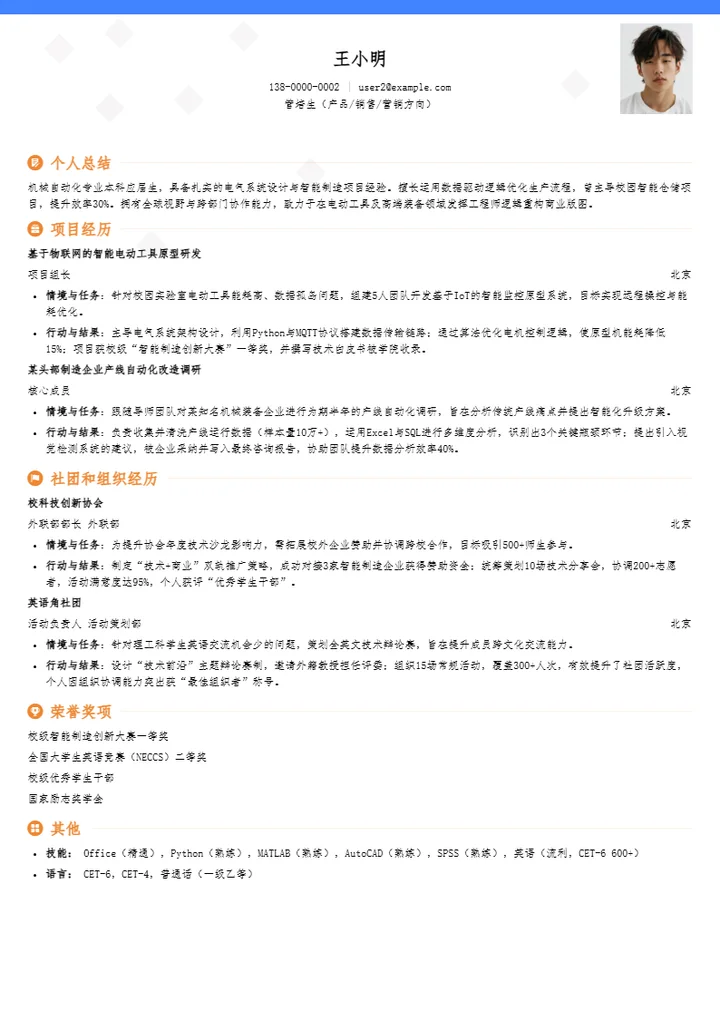 王小明
138-0000-0002 | user2@example.com
管培生（产品/销售/营销方向）
个人总结
机械自动化专业本科应届生，具备扎实的电气系统设计与智能制造项目经验。擅长运用数据驱动逻辑优化生产流程，曾主导校园智能仓储项
目，提升效率30%。拥有全球视野与跨部门协作能力，致力于在电动工具及高端装备领域发挥工程师逻辑重构商业版图。
项目经历
基于物联网的智能电动工具原型研发
项目组长 北京
• 情境与任务：针对校园实验室电动工具能耗高、数据孤岛问题，组建5人团队开发基于IoT的智能监控原型系统，目标实现远程操控与能
耗优化。
• 行动与结果：主导电气系统架构设计，利用Python与MQTT协议搭建数据传输链路；通过算法优化电机控制逻辑，使原型机能耗降低
15%；项目获校级“智能制造创新大赛”一等奖，并撰写技术白皮书被学院收录。
某头部制造企业产线自动化改造调研
核心成员 北京
• 情境与任务：跟随导师团队对某知名机械装备企业进行为期半年的产线自动化调研，旨在分析传统产线痛点并提出智能化升级方案。
• 行动与结果：负责收集并清洗产线运行数据（样本量10万+），运用Excel与SQL进行多维度分析，识别出3个关键瓶颈环节；提出引入视
觉检测系统的建议，被企业采纳并写入最终咨询报告，协助团队提升数据分析效率40%。
社团和组织经历
校科技创新协会
外联部部长 外联部 北京
• 情境与任务：为提升协会年度技术沙龙影响力，需拓展校外企业赞助并协调跨校合作，目标吸引500+师生参与。
• 行动与结果：制定“技术+商业”双轨推广策略，成功对接3家智能制造企业获得赞助资金；统筹策划10场技术分享会，协调200+志愿
者，活动满意度达95%，个人获评“优秀学生干部”。
英语角社团
活动负责人 活动策划部 北京
• 情境与任务：针对理工科学生英语交流机会少的问题，策划全英文技术辩论赛，旨在提升成员跨文化交流能力。
• 行动与结果：设计“技术前沿”主题辩论赛制，邀请外籍教授担任评委；组织15场常规活动，覆盖300+人次，有效提升了社团活跃度，
个人因组织协调能力突出获“最佳组织者”称号。
荣誉奖项
校级智能制造创新大赛一等奖
全国大学生英语竞赛（NECCS）二等奖
校级优秀学生干部
国家励志奖学金
其他
• 技能： Office（精通），Python（熟练），MATLAB（熟练），AutoCAD（熟练），SPSS（熟练），英语（流利，CET-6 600+）
• 语言： CET-6，CET-4，普通话（一级乙等）